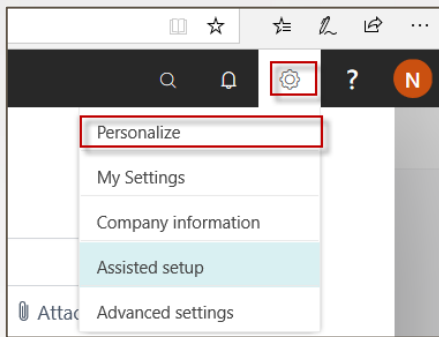 ?
N
Personalize
My Settings
Company information
Assisted setup
Attac
Advanced settings